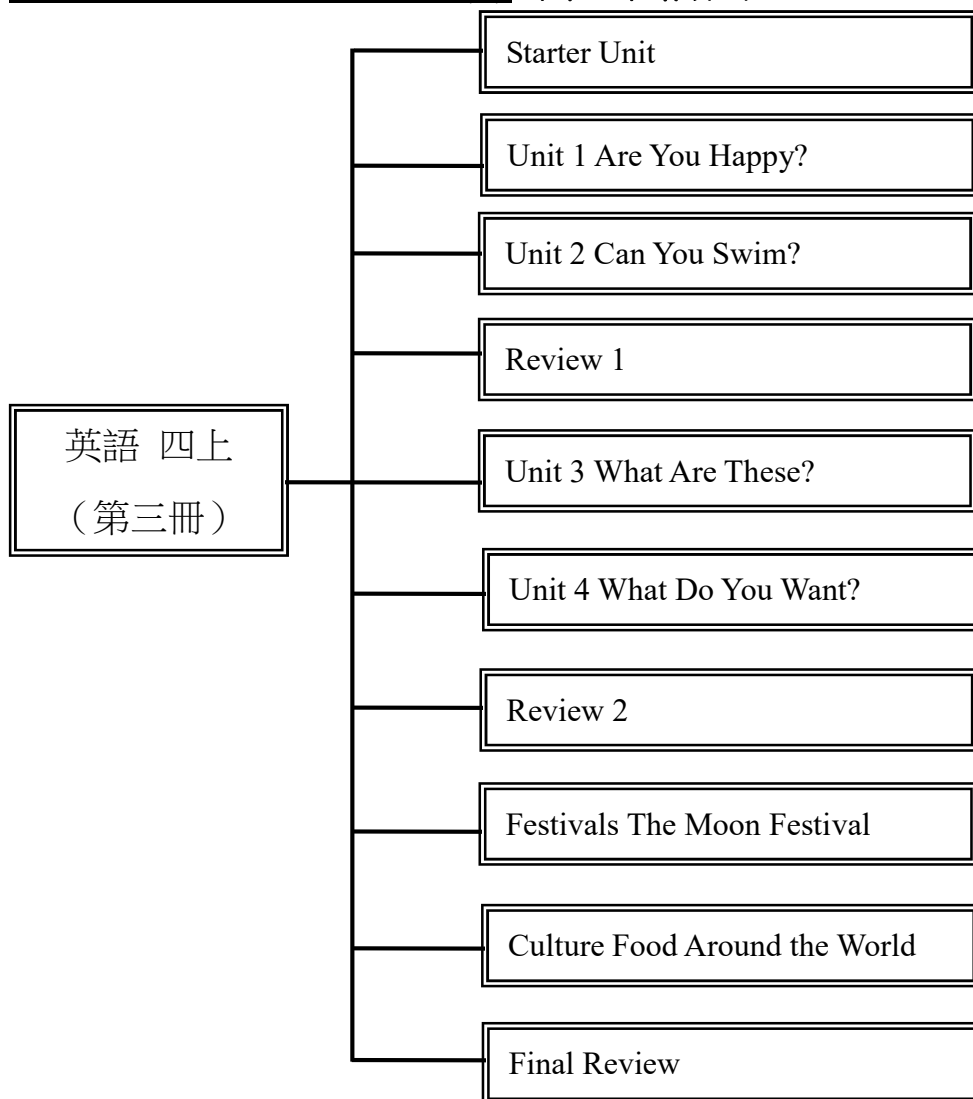 Starter Unit
Unit 1 Are You Happy?
Unit 2 Can You Swim?
Review 1
英語 四上
（第三冊）
Unit 3 What Are These?
Unit 4 What Do You Want?
Review 2
Festivals The Moon Festival
Culture Food Around the World
Final Review